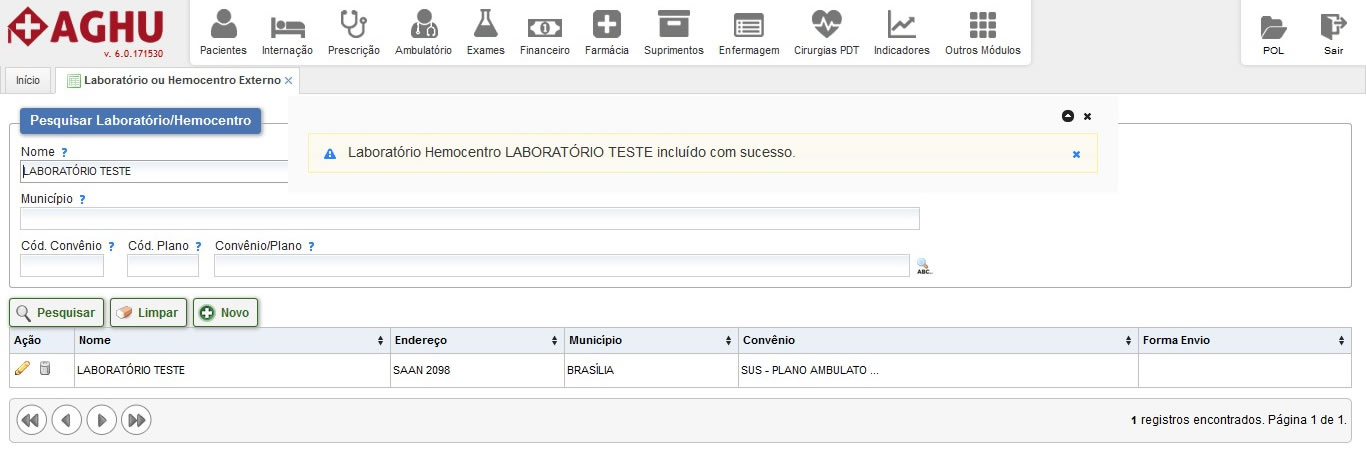 AGHU
v. 6.0.171530
Pacientes Internação Prescrição Ambulatório Exames Financeiro Farmácia Suprimentos Enfermagem Cirurgias PDT Indicadores Outros Módulos POL Sair
Início Laboratório ou Hemocentro Externo
Pesquisar Laboratório/Hemocentro
Laboratório Hemocentro LABORATÓRIO TESTE incluído com sucesso.
Nome ?
LABORATÓRIO TESTE
Município ?
Cód. Convênio ? Cód. Plano ? Convênio/Plano ?
ABC..
Pesquisar Limpar Novo
Ação Nome Endereço Município Convênio Forma Envio
LABORATÓRIO TESTE SAAN 2098 BRASÍLIA SUS - PLANO AMBULATO ...
1 registros encontrados. Página 1 de 1.